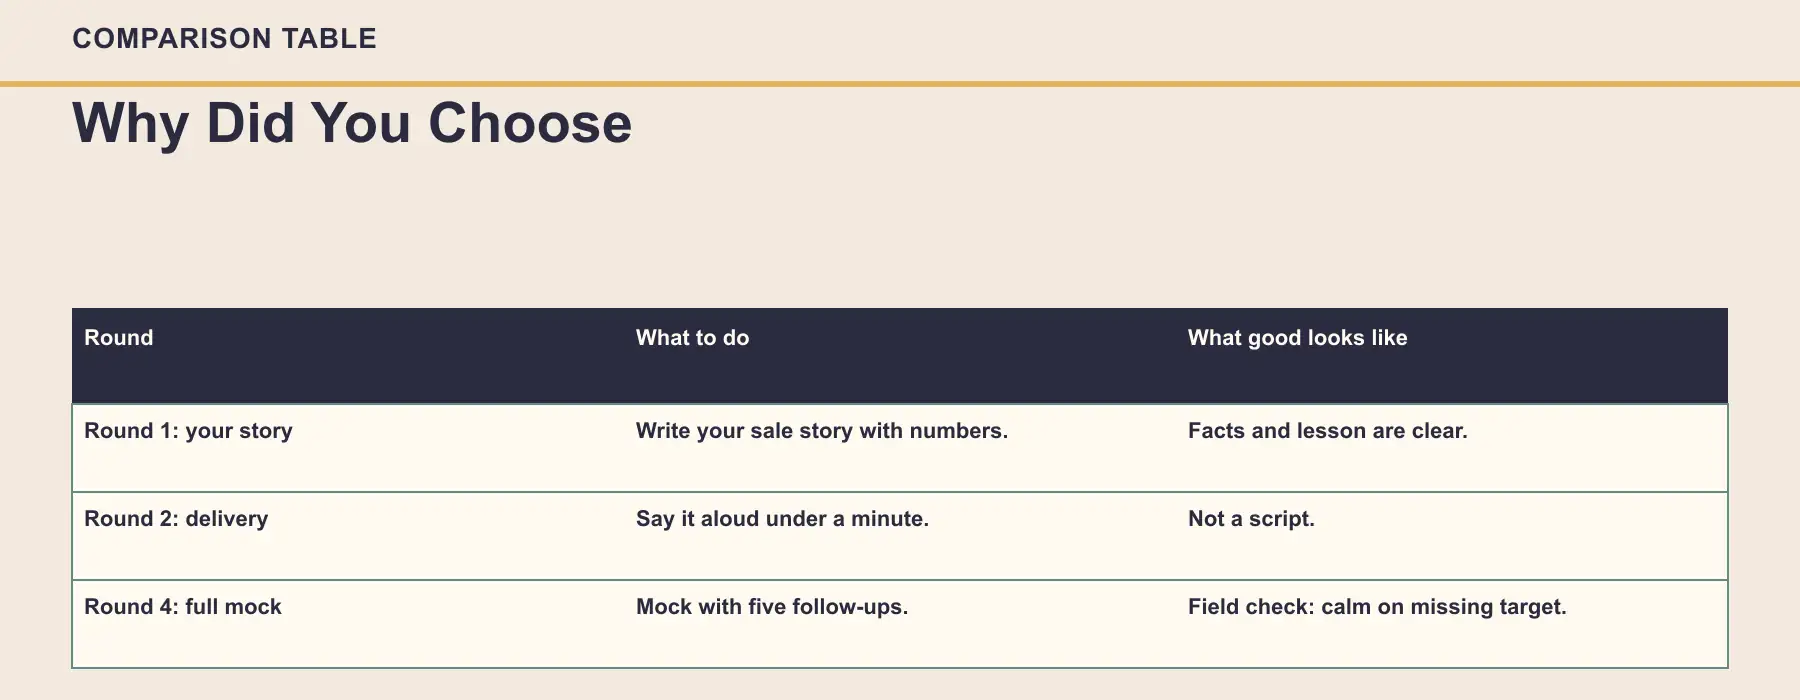 COMPARISON TABLE
Why Did You Choose
Round What to do What good looks like
Round 1: your story Write your sale story with numbers. Facts and lesson are clear.
Round 2: delivery Say it aloud under a minute. Not a script.
Round 4: full mock Mock with five follow-ups. Field check: calm on missing target.